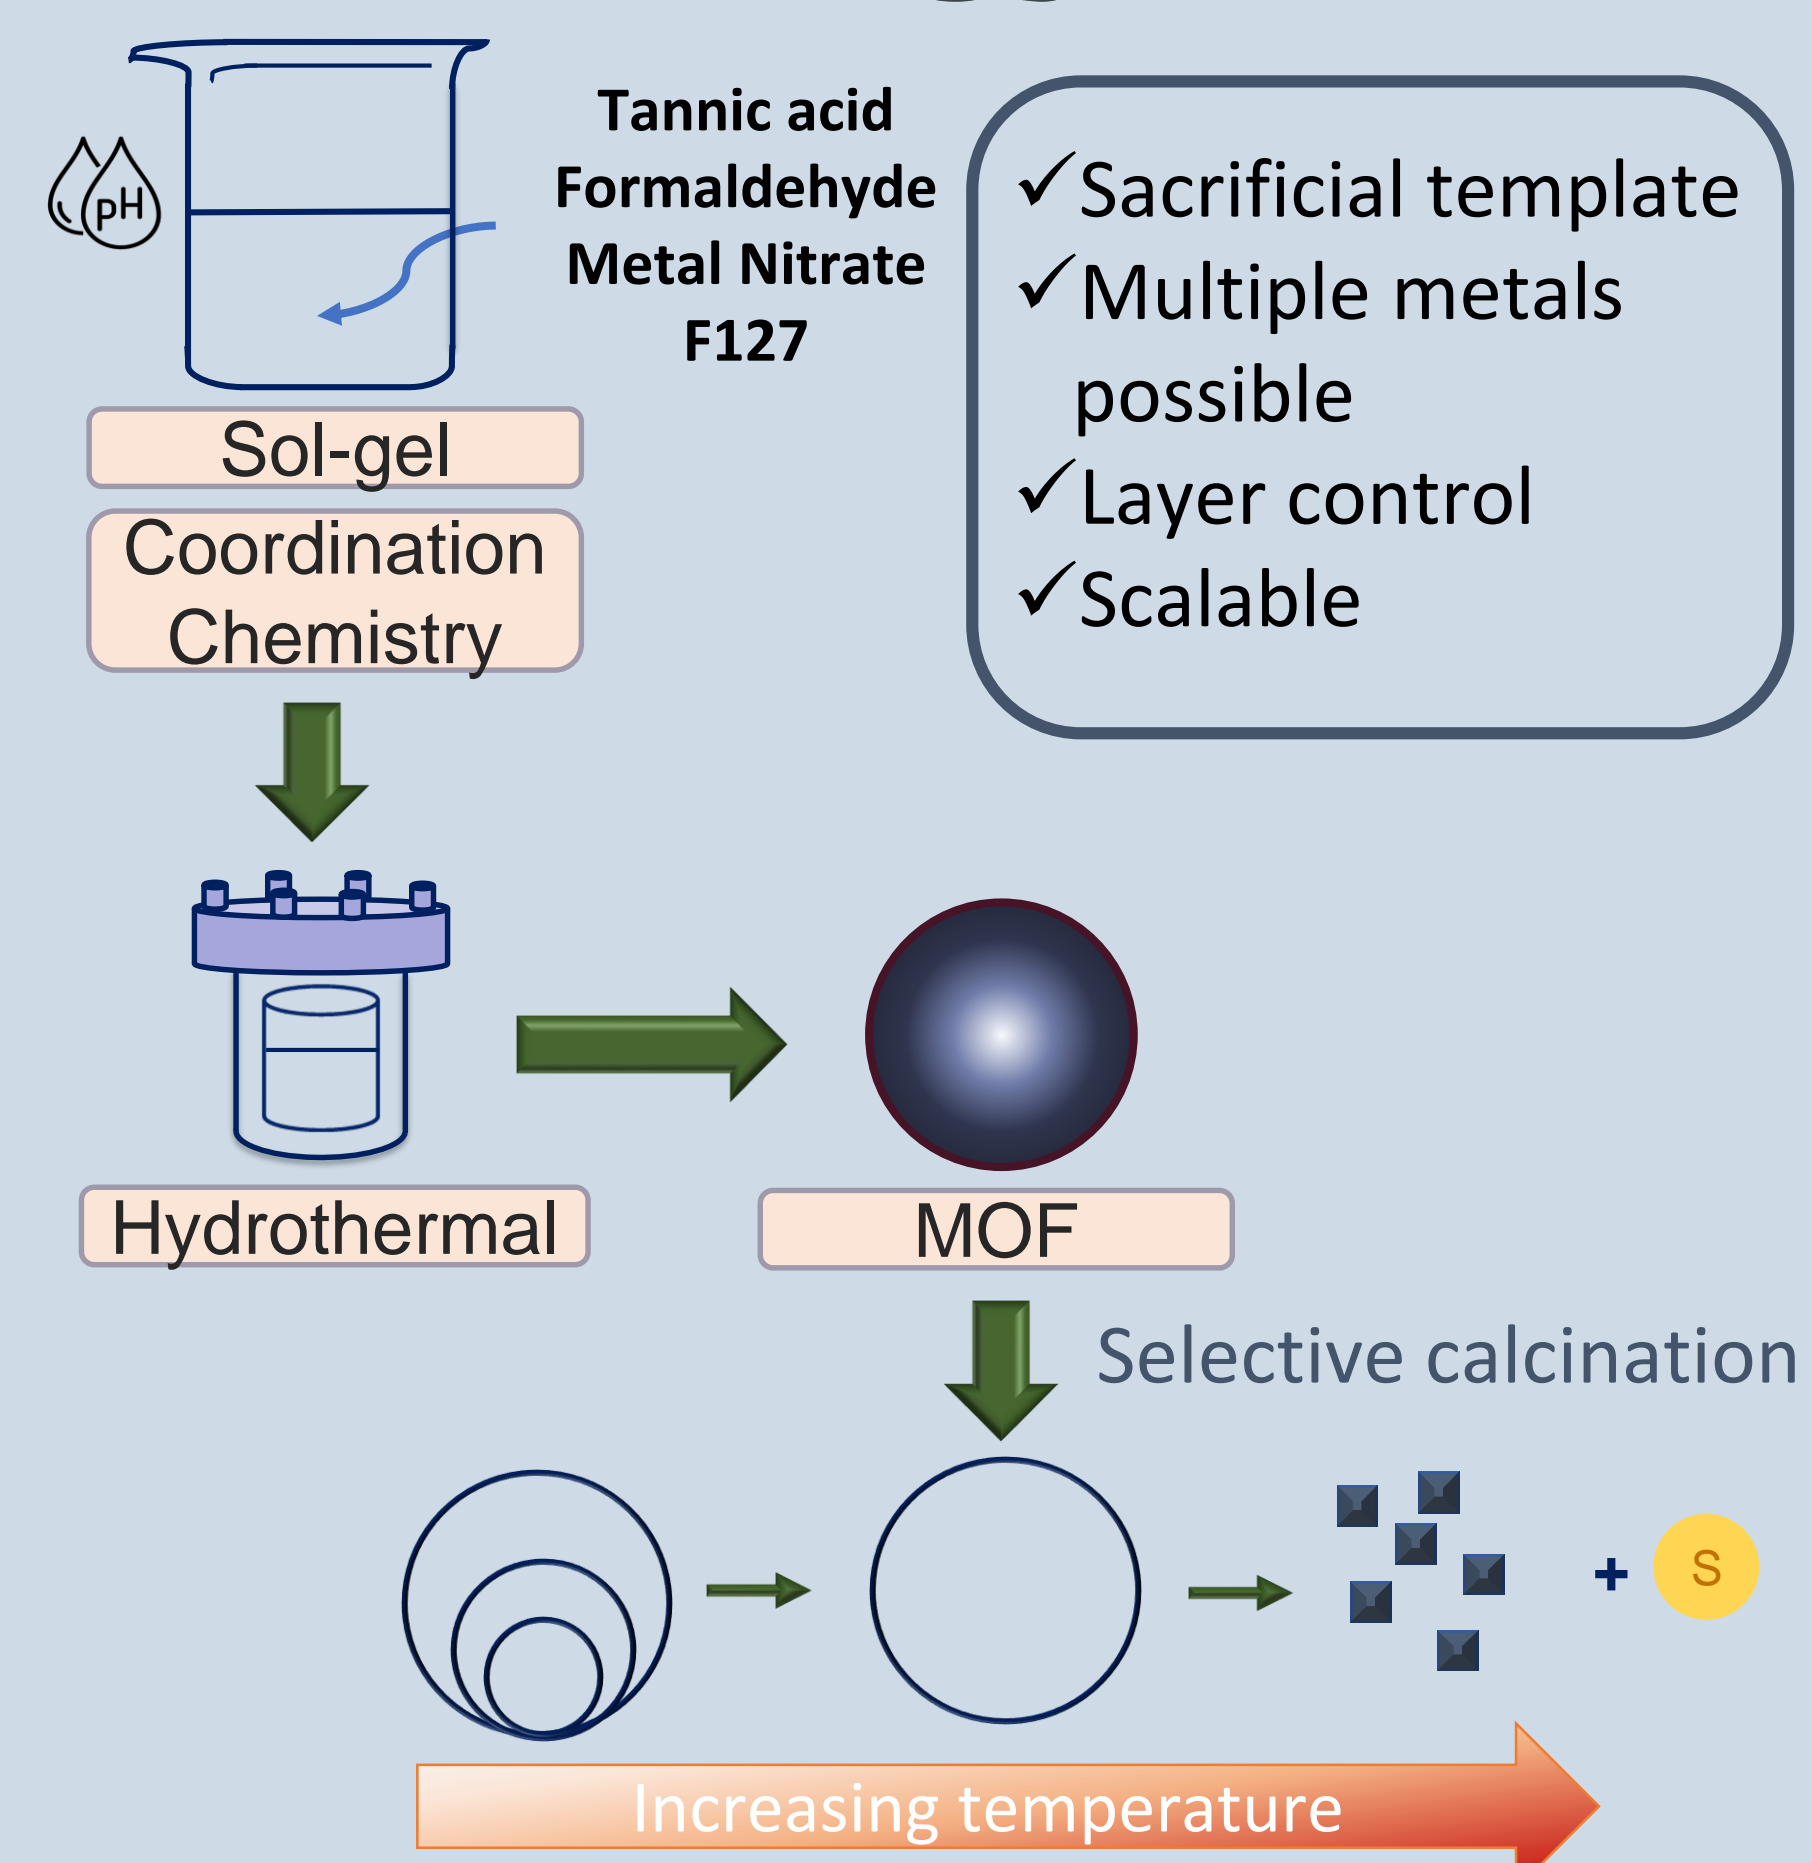 Tannic acid
Formaldehyde
Metal Nitrate
F127
pH
Sol-gel
Coordination
Chemistry
✓Sacrificial template
✓Multiple metals
possible
✓Layer control
✓Scalable
Hydrothermal
MOF
Selective calcination
+
S
Increasing temperature